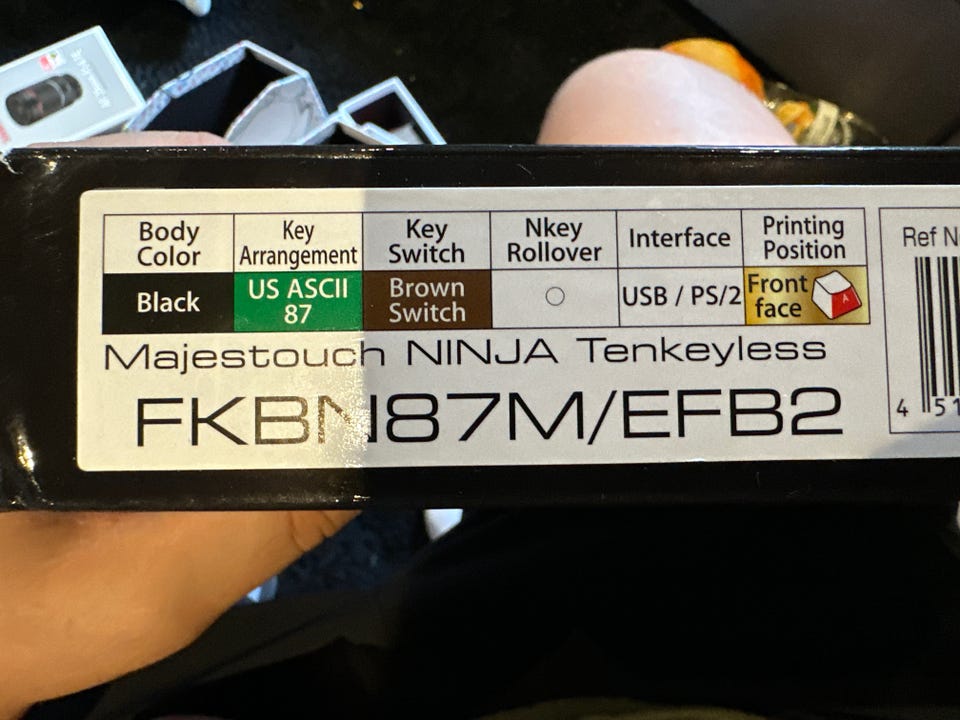 Body Color
Key Arrangement
Key Switch
Nkey Rollover
Interface
Printing Position
Black
US ASCII 87
Brown Switch
○
USB / PS/2
Front face
A
Majestouch NINJA Tenkeyless
FKBN87M/EFB2
Ref
4 51